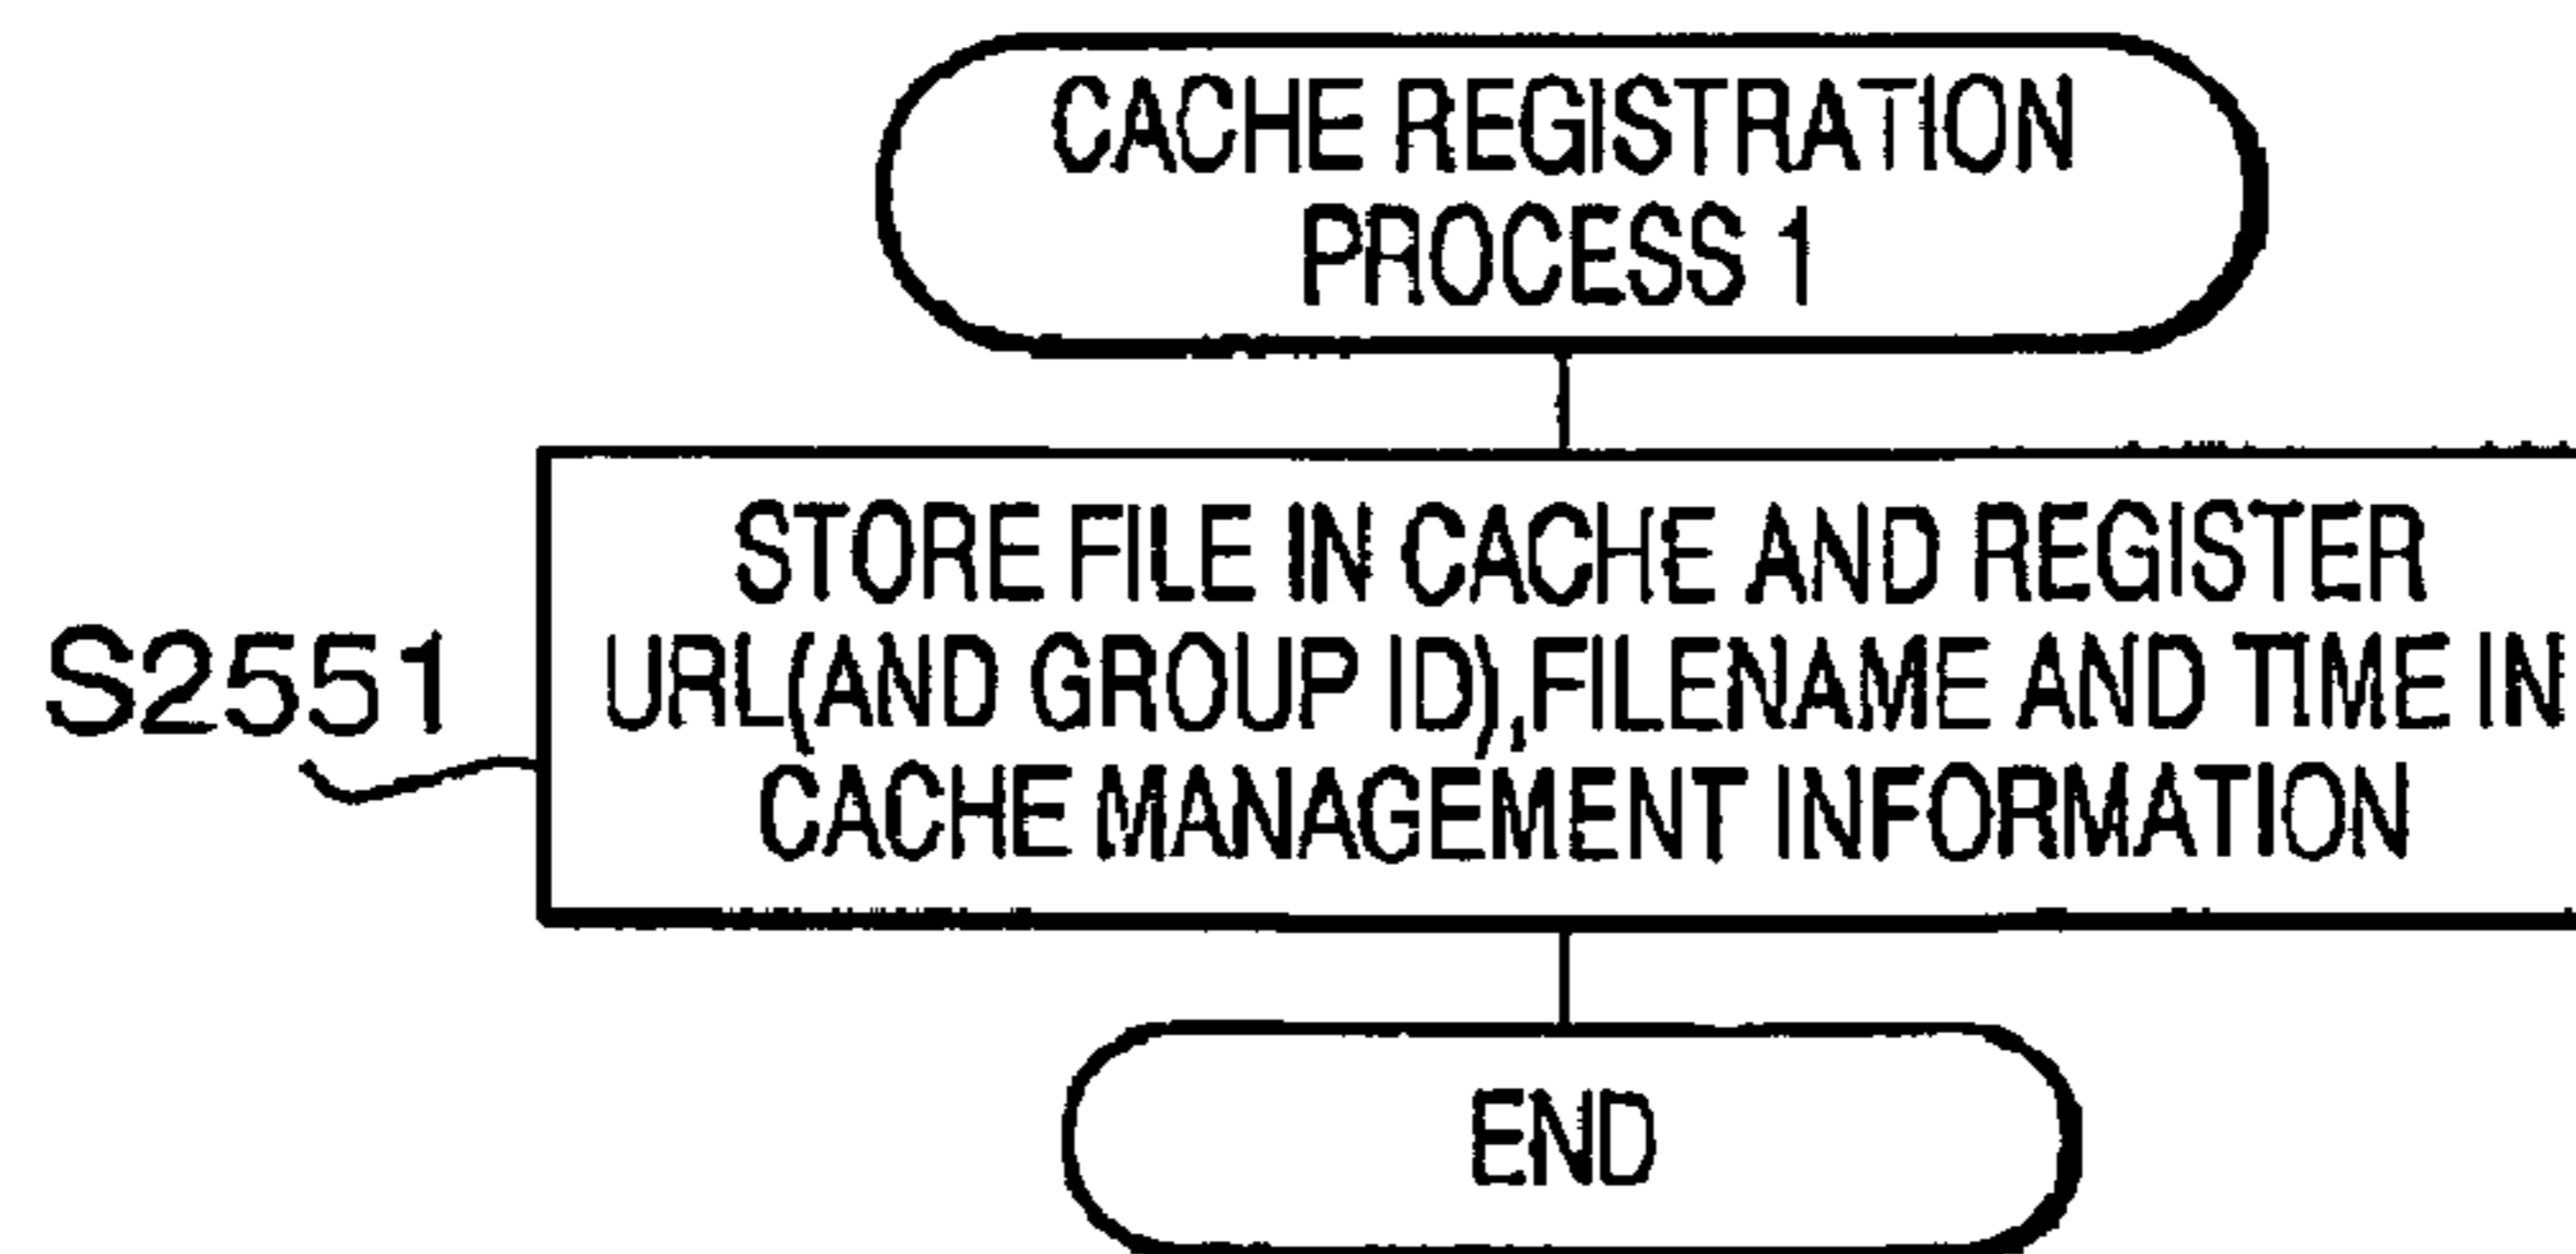 CACHE REGISTRATION
PROCESS 1
STORE FILE IN CACHE AND REGISTER
S2551
URL(AND GROUP ID),FILENAME AND TIME IN
CACHE MANAGEMENT INFORMATION
END